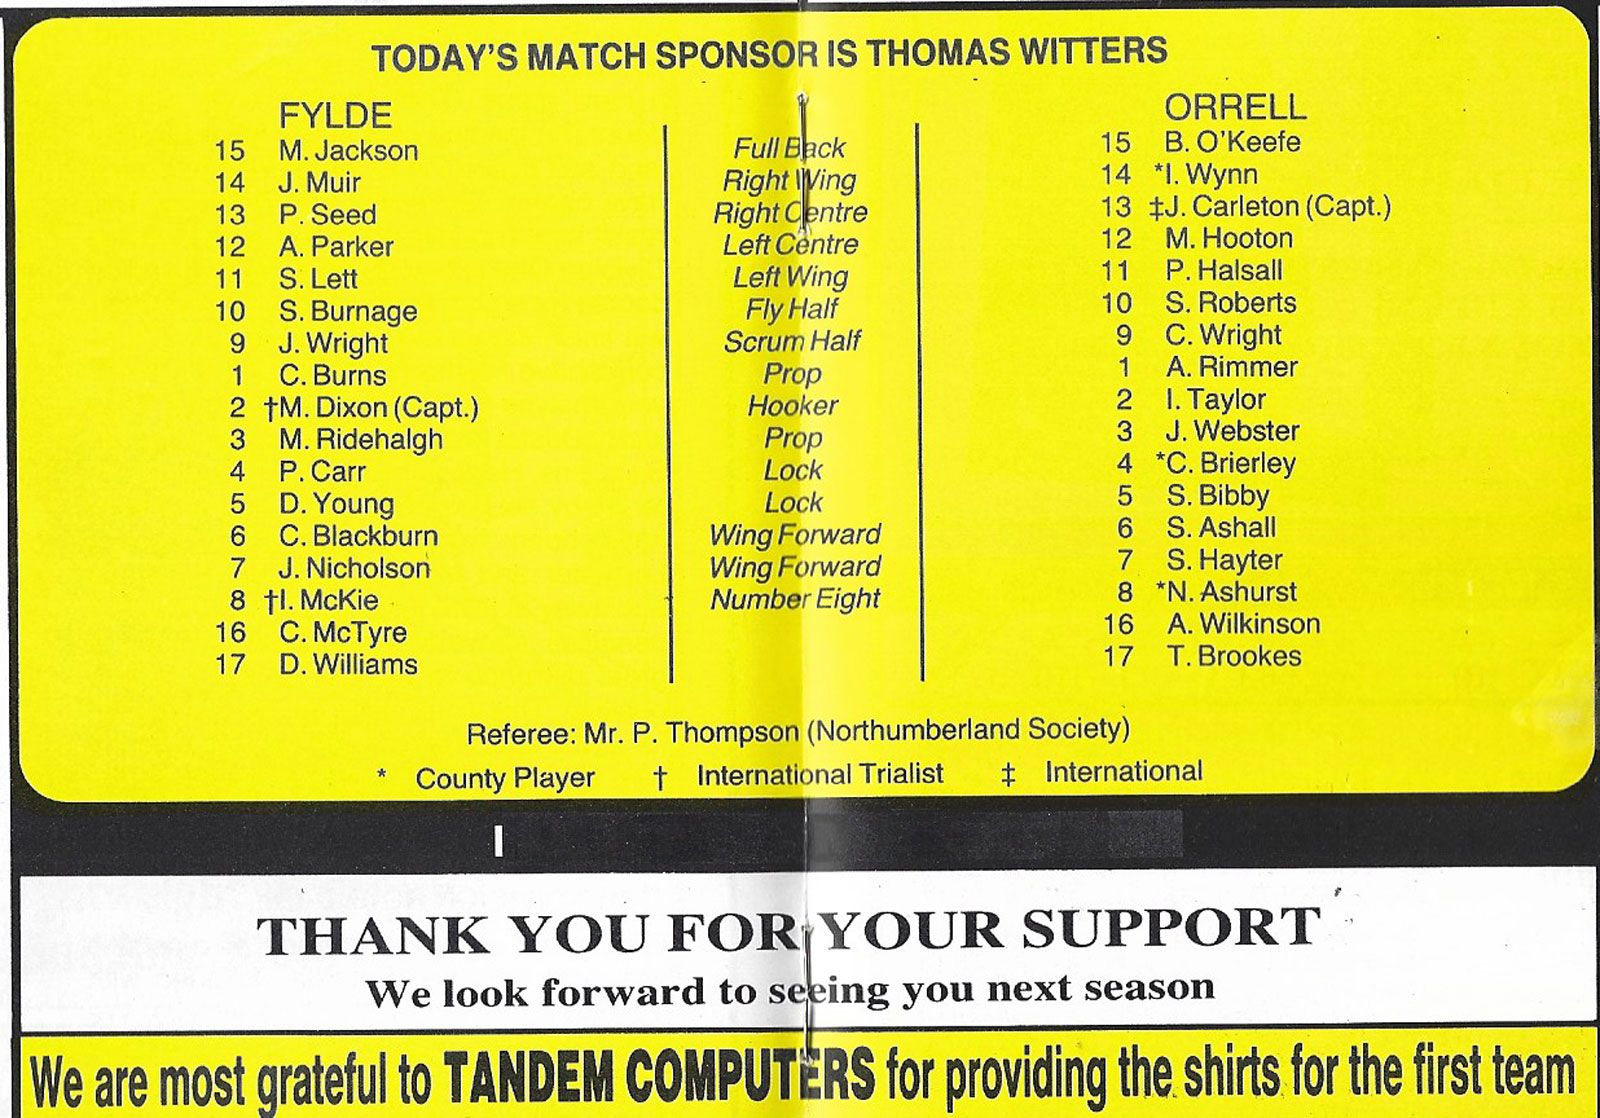 TODAY'S MATCH SPONSOR IS THOMAS WITTERS
FYLDE ORRELL
15 M. Jackson Full Back 15 B. O'Keefe
14 J. Muir Right Wing 14 *I. Wynn
13 P. Seed Right Centre 13 ‡J. Carleton (Capt.)
12 A. Parker Left Centre 12 M. Hooton
11 S. Lett Left Wing 11 P. Halsall
10 S. Burnage Fly Half 10 S. Roberts
9 J. Wright Scrum Half 9 C. Wright
1 C. Burns Prop 1 A. Rimmer
2 †M. Dixon (Capt.) Hooker 2 I. Taylor
3 M. Ridehalgh Prop 3 J. Webster
4 P. Carr Lock 4 *C. Brierley
5 D. Young Lock 5 S. Bibby
6 C. Blackburn Wing Forward 6 S. Ashall
7 J. Nicholson Wing Forward 7 S. Hayter
8 †I. McKie Number Eight 8 *N. Ashurst
16 C. McTyre 16 A. Wilkinson
17 D. Williams 17 T. Brookes
Referee: Mr. P. Thompson (Northumberland Society)
* County Player † International Trialist ‡ International
THANK YOU FOR YOUR SUPPORT
We look forward to seeing you next season
We are most grateful to TANDEM COMPUTERS for providing the shirts for the first team